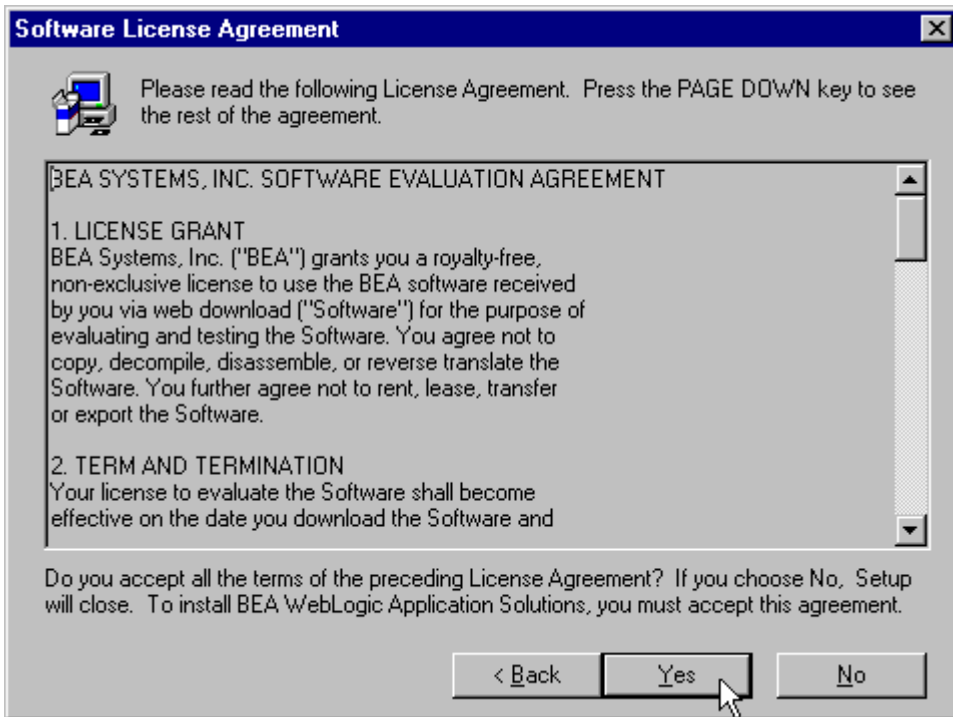 Software License Agreement
Please read the following License Agreement. Press the PAGE DOWN key to see
the rest of the agreement.
BEA SYSTEMS, INC. SOFTWARE EVALUATION AGREEMENT
1. LICENSE GRANT
BEA Systems, Inc. ("BEA") grants you a royalty-free,
non-exclusive license to use the BEA software received
by you via web download ("Software") for the purpose of
evaluating and testing the Software. You agree not to
copy, decompile, disassemble, or reverse translate the
Software. You further agree not to rent, lease, transfer
or export the Software.
2. TERM AND TERMINATION
Your license to evaluate the Software shall become
effective on the date you download the Software and
Do you accept all the terms of the preceding License Agreement? If you choose No, Setup
will close. To install BEA WebLogic Application Solutions, you must accept this agreement.
< Back Yes No